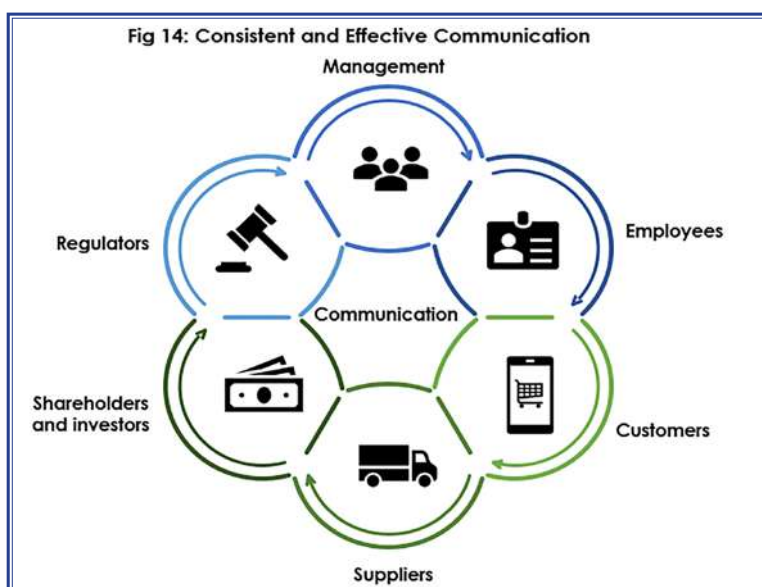 Fig 14: Consistent and Effective Communication
Management
Regulators
Employees
Communication
Shareholders
and investors
Customers
Suppliers